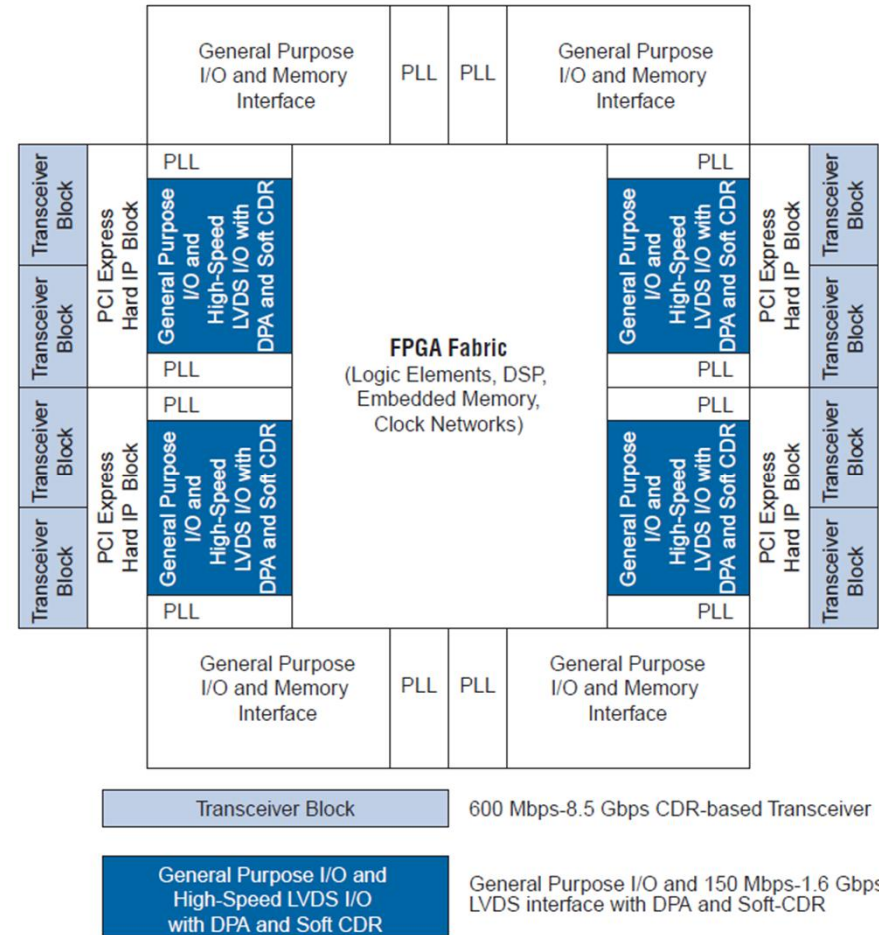 General Purpose
I/O and Memory
Interface
PLL
PLL
General Purpose
I/O and Memory
Interface
Transceiver
Block
Transceiver
Block
PCI Express
Hard IP Block
PLL
General Purpose
I/O and
High-Speed
LVDS I/O with
DPA and Soft CDR
PLL
PLL
General Purpose
I/O and
High-Speed
LVDS I/O with
DPA and Soft CDR
PCI Express
Hard IP Block
Transceiver
Block
Transceiver
Block
Transceiver
Block
Transceiver
Block
PCI Express
Hard IP Block
PLL
General Purpose
I/O and
High-Speed
LVDS I/O with
DPA and Soft CDR
PLL
FPGA Fabric
(Logic Elements, DSP,
Embedded Memory,
Clock Networks)
PLL
PLL
General Purpose
I/O and
High-Speed
LVDS I/O with
DPA and Soft CDR
PLL
PLL
PCI Express
Hard IP Block
Transceiver
Block
Transceiver
Block
General Purpose
I/O and Memory
Interface
PLL
PLL
General Purpose
I/O and Memory
Interface
Transceiver Block
600 Mbps-8.5 Gbps CDR-based Transceiver
General Purpose I/O and
High-Speed LVDS I/O
with DPA and Soft CDR
General Purpose I/O and 150 Mbps-1.6 Gbps
LVDS interface with DPA and Soft-CDR